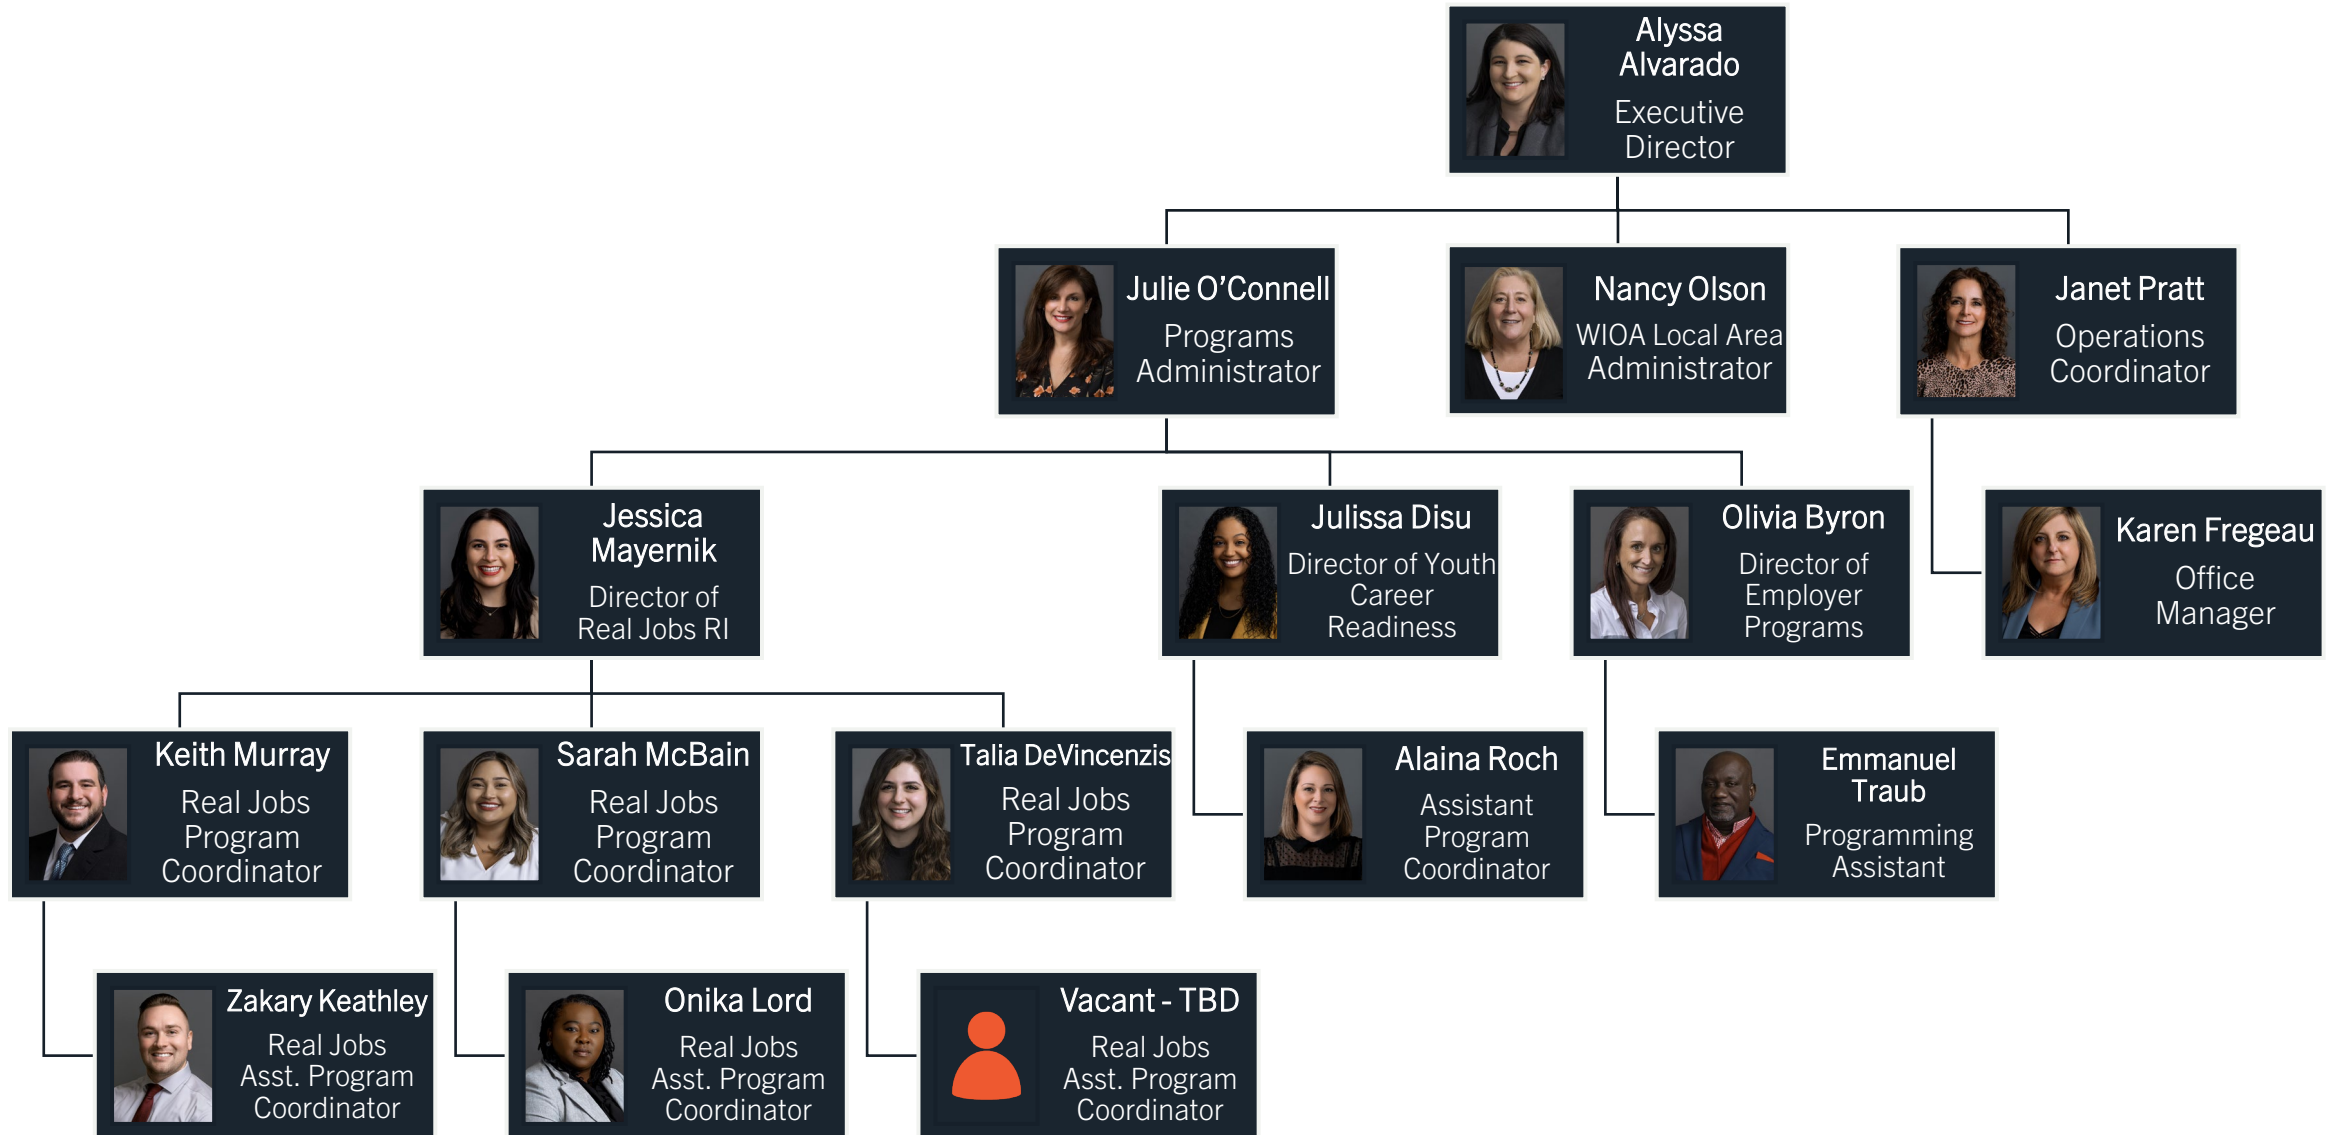 Alyssa
Alvarado
Executive
Director
Julie O’Connell
Programs
Administrator
Nancy Olson
WIOA Local Area
Administrator
Janet Pratt
Operations
Coordinator
Jessica
Mayernik
Director of
Real Jobs RI
Julissa Disu
Director of Youth
Career
Readiness
Olivia Byron
Director of
Employer
Programs
Karen Fregeau
Office
Manager
Keith Murray
Real Jobs
Program
Coordinator
Sarah McBain
Real Jobs
Program
Coordinator
Talia DeVincenzis
Real Jobs
Program
Coordinator
Alaina Roch
Assistant
Program
Coordinator
Emmanuel
Traub
Programming
Assistant
Zakary Keathley
Real Jobs
Asst. Program
Coordinator
Onika Lord
Real Jobs
Asst. Program
Coordinator
Vacant - TBD
Real Jobs
Asst. Program
Coordinator